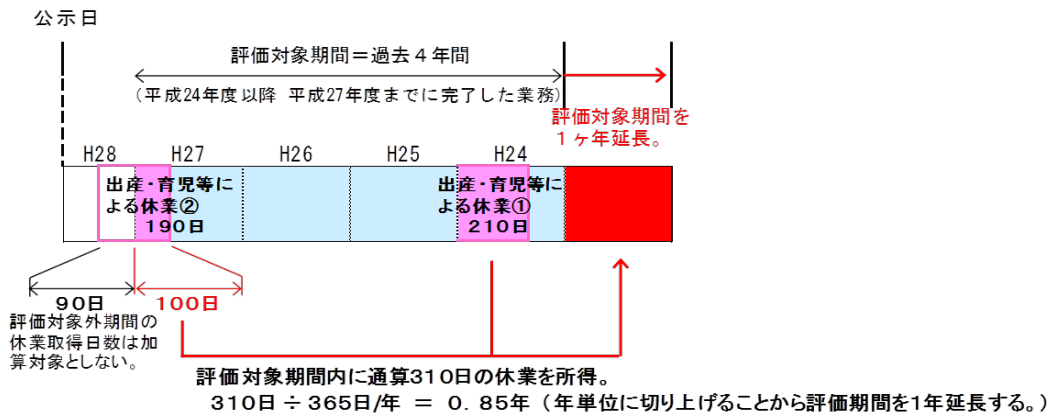 公示日
評価対象期間＝過去４年間
(平成24年度以降 平成27年度までに完了した業務)
評価対象期間を
１ヶ年延長。
H28
H27
H26
H25
H24
出産・育児等に
よる休業②
190日
出産・育児等に
よる休業①
210日
90日
100日
評価対象外期間の
休業取得日数は加
算対象としない。
評価対象期間内に通算310日の休業を所得。
310日 ÷ 365日/年 ＝ 0.85年 （年単位に切り上げることから評価期間を1年延長する。）